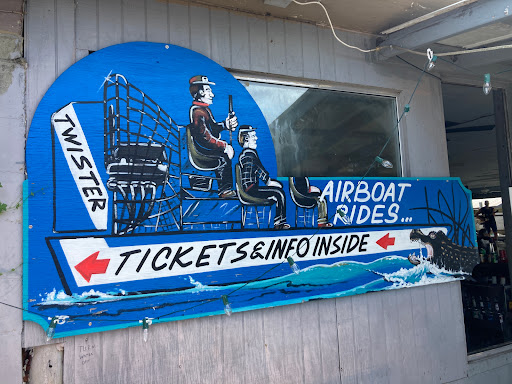 TWISTER
AIRBOAT
RIDES...
TICKETS & INFO INSIDE